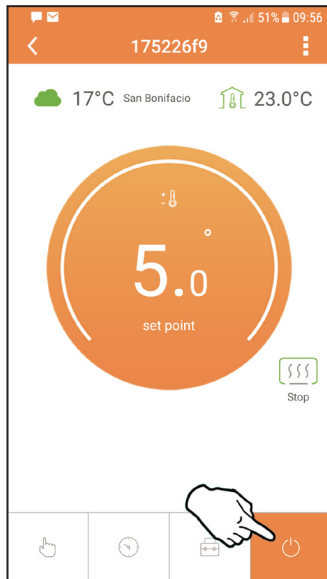 51% 09:56
175226f9
17°C San Bonifacio 23.0°C
5.0°
set point
Stop